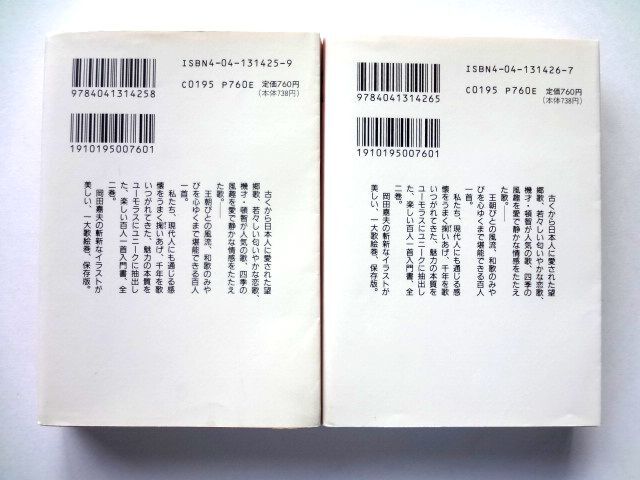 ISBN4-04-131425-9
9784041314258
C0195 P760E
定価760円
(本体738円)
1910195007601
古くから日本人に愛された望
郷歌、若々しい匂いやかな恋歌、
機才・頓智が人気の歌、四季の
風趣を愛で静かな情感をたたえ
た歌。――
王朝びとの風流、和歌のみや
びを心ゆくまで堪能できる百人
一首。
私たち、現代人にも通じる感
懐をうまく掬いあげ、千年を歌
いつがれてきた、魅力の本質を
ユーモラスにユニークに抽出し
た、楽しい百人一首入門書、全
二巻。
岡田嘉夫の斬新なイラストが
美しい、一大歌絵巻、保存版。
ISBN4-04-131426-7
9784041314265
C0195 P760E
定価760円
(本体738円)
1910195007601
古くから日本人に愛された望
郷歌、若々しい匂いやかな恋歌、
機才・頓智が人気の歌、四季の
風趣を愛で静かな情感をたたえ
た歌。
王朝びとの風流、和歌のみや
びを心ゆくまで堪能できる百人
一首。
私たち、現代人にも通じる感
懐をうまく掬いあげ、千年を歌
いつがれてきた、魅力の本質を
ユーモラスにユニークに抽出し
た、楽しい百人一首入門書、全
二巻。
岡田嘉夫の斬新なイラストが
美しい、一大歌絵巻、保存版。